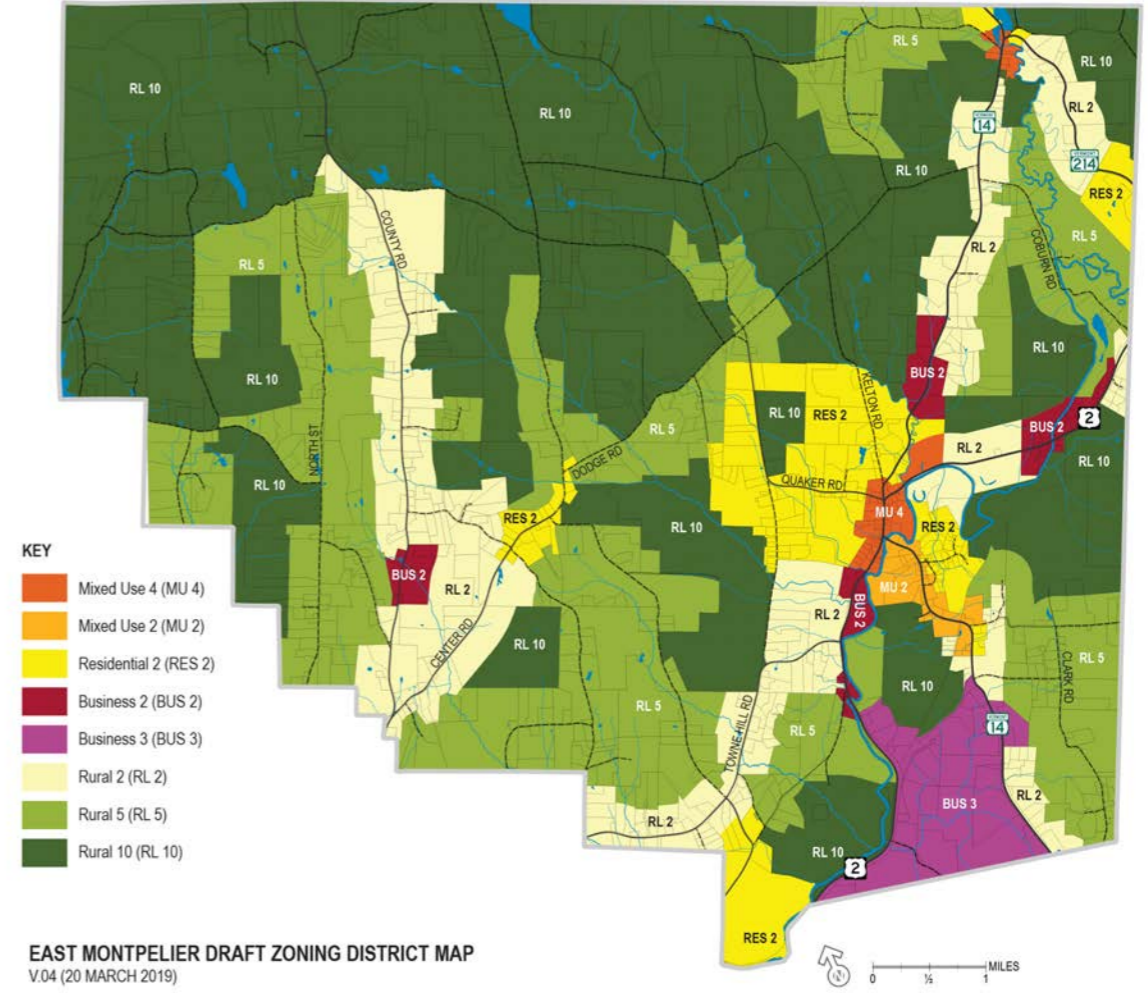 RL 5
RL 10
RL 10
RL 10
RL 2
VERMONT
14
VERMONT
214
RL 10
RES 2
COUNTY RD
RL 2
RL 5
COBURN RD
RL 5
RL 10
RL 10
BUS 2
KELTON RD
RL 10
RES 2
2
BUS 2
RL 5
NORTH ST
RL 2
RL 10
DODGE RD
QUAKER RD
RL 10
MU 4
RES 2
RL 10
RES 2
KEY
BUS 2
RL 2
MU 2
BUS 2
RL 2
Mixed Use 4 (MU 4)
Mixed Use 2 (MU 2)
Residential 2 (RES 2)
Business 2 (BUS 2)
Business 3 (BUS 3)
Rural 2 (RL 2)
Rural 5 (RL 5)
Rural 10 (RL 10)
CENTER RD
RL 10
CLARK RD
RL 5
RL 10
RL 5
TOWNE HILL RD
RL 5
VERMONT
14
RL 2
BUS 3
RL 2
RL 10
2
RES 2
EAST MONTPELIER DRAFT ZONING DISTRICT MAP
V.04 (20 MARCH 2019)
N
0 ½ 1 MILES